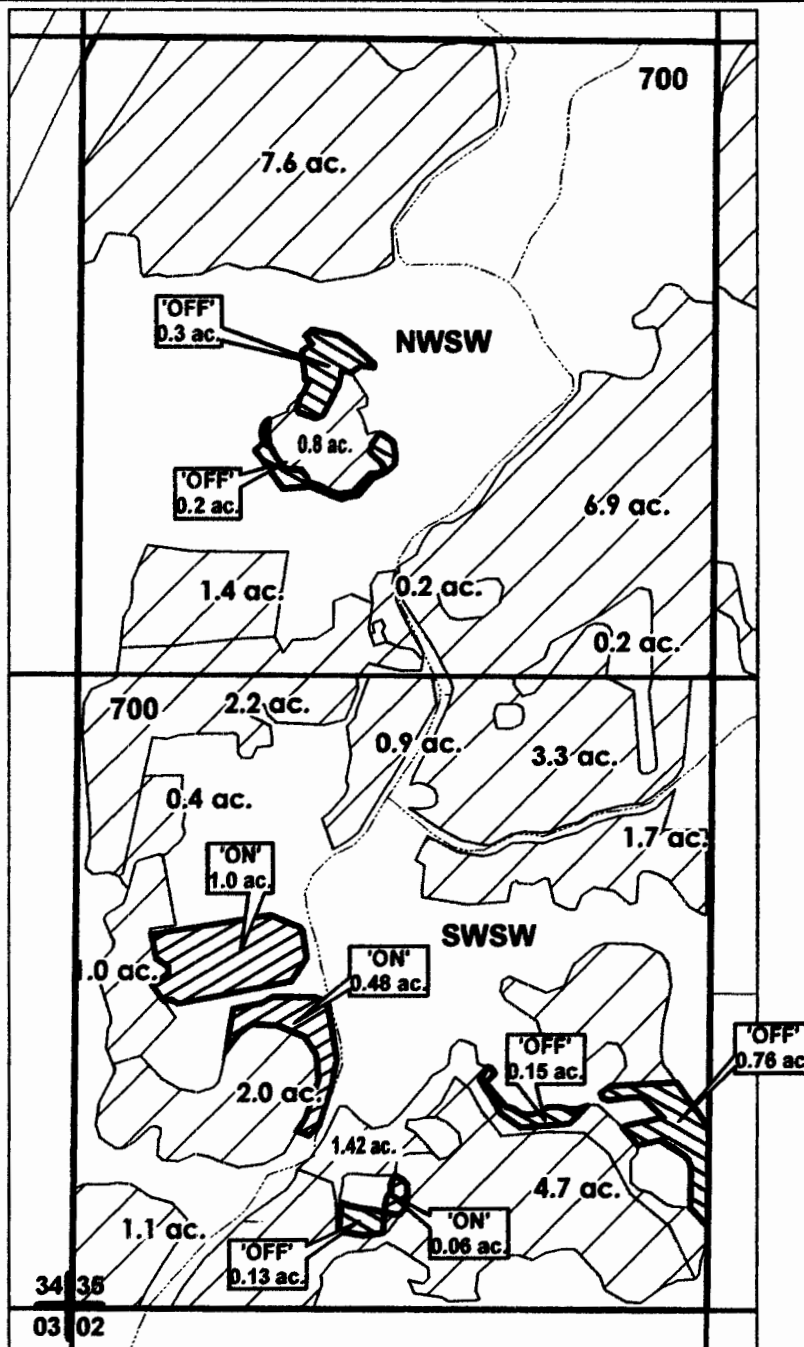 700
7.6 ac.
'OFF'
0.3 ac.
NWSW
0.8 ac.
'OFF'
0.2 ac.
6.9 ac.
1.4 ac.
0.2 ac.
0.2 ac.
700
2.2 ac.
0.9 ac.
3.3 ac.
0.4 ac.
1.7 ac.
'ON'
1.0 ac.
SWSW
1.0 ac.
'ON'
0.48 ac.
'OFF'
0.15 ac.
'OFF'
0.76 ac
2.0 ac.
1.42 ac.
4.7 ac.
1.1 ac.
'ON'
0.06 ac.
'OFF'
0.13 ac.
34 35
03 02